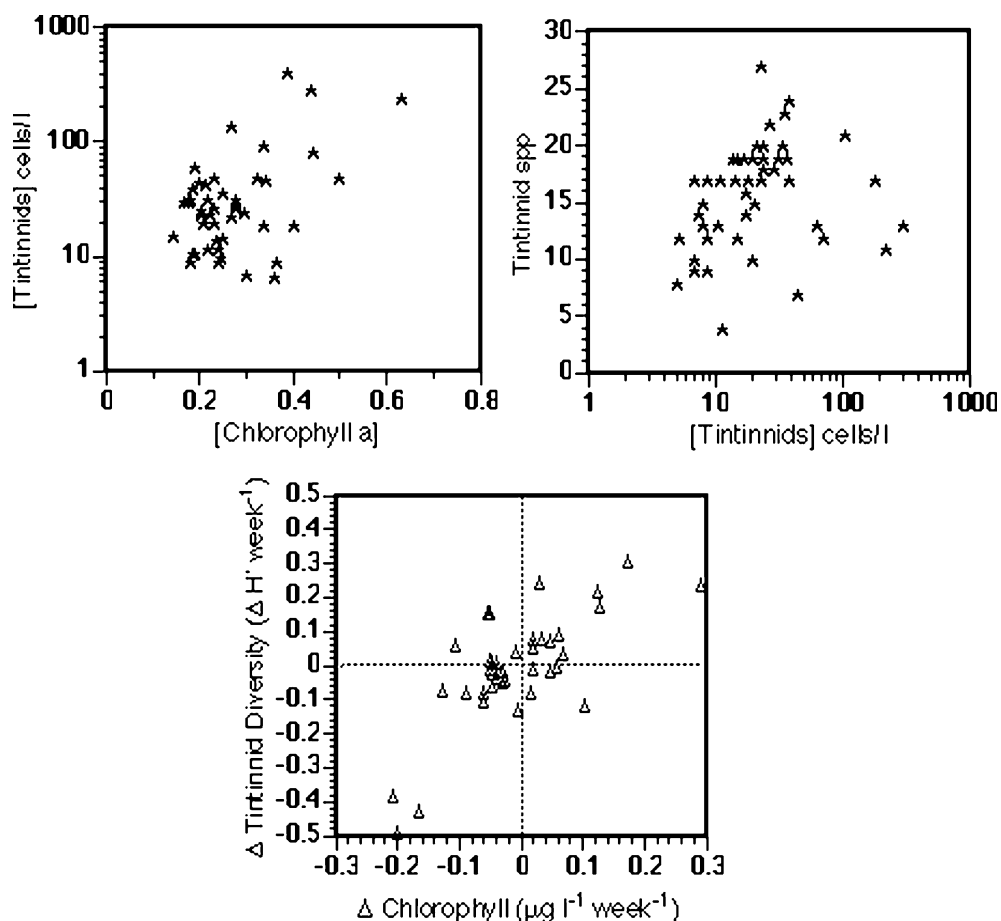 1000
100
10
1
[Tintinnids] cells/l
0 0.2 0.4 0.6 0.8
[Chlorophyll a]
30
25
20
15
10
5
0
Tintinnid spp
1 10 100 1000
[Tintinnids] cells/l
0.5
0.3
0.2
0.1
0
-0.1
-0.2
-0.3
-0.4
-0.5
Δ Tintinnid Diversity (Δ H' week-1)
-0.3 -0.2 -0.1 0 0.1 0.2 0.3
Δ Chlorophyll (µg l-1 week-1)